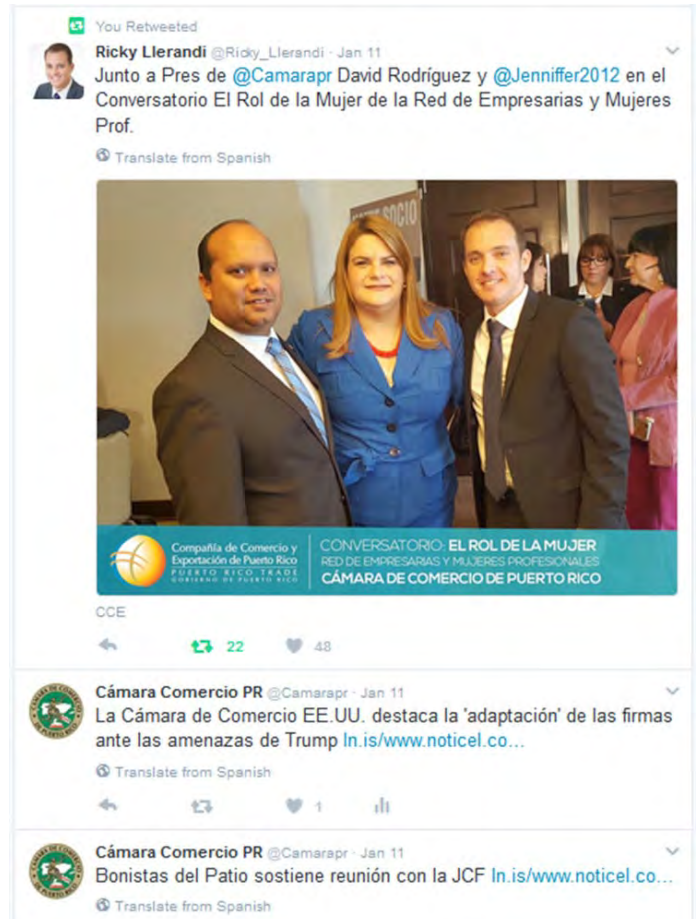 You Retweeted
Ricky Llerandi @Ricky_Llerandi · Jan 11
Junto a Pres de @Camarapr David Rodríguez y @Jenniffer2012 en el
Conversatorio El Rol de la Mujer de la Red de Empresarias y Mujeres
Prof.
Translate from Spanish
SOCIO
Compañía de Comercio y
Exportación de Puerto Rico
PUERTO RICO TRADE
GOBIERNO DE PUERTO RICO
CONVERSATORIO: EL ROL DE LA MUJER
RED DE EMPRESARIAS Y MUJERES PROFESIONALES
CÁMARA DE COMERCIO DE PUERTO RICO
CCE
22 48
Cámara Comercio PR @Camarapr · Jan 11
La Cámara de Comercio EE.UU. destaca la 'adaptación' de las firmas
ante las amenazas de Trump ln.is/www.noticel.co...
Translate from Spanish
1
Cámara Comercio PR @Camarapr · Jan 11
Bonistas del Patio sostiene reunión con la JCF ln.is/www.noticel.co...
Translate from Spanish